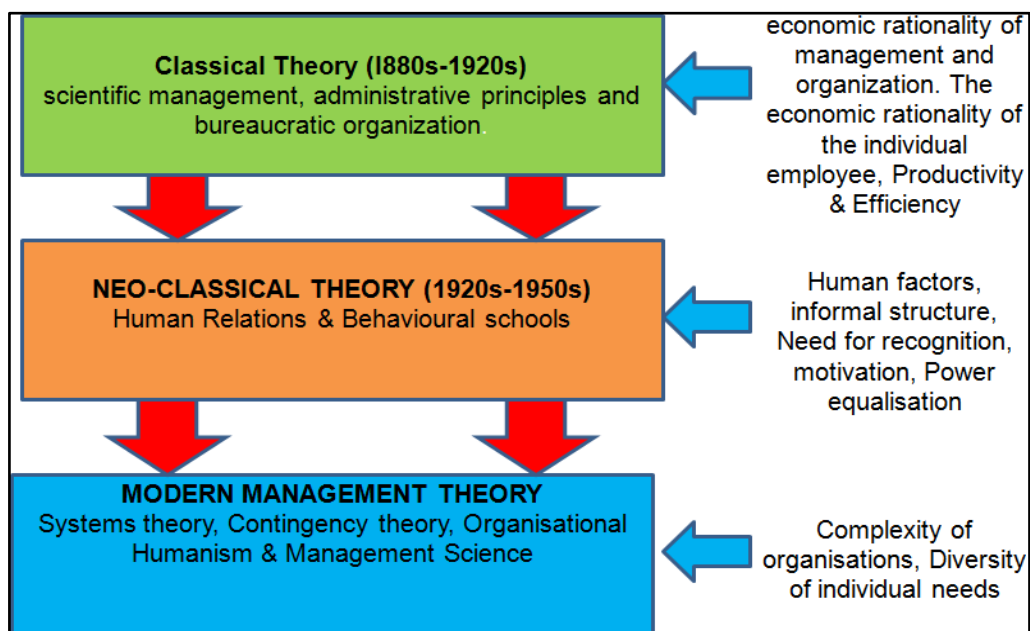 Classical Theory (I880s-1920s)
scientific management, administrative principles and
bureaucratic organization.
economic rationality of
management and
organization. The
economic rationality of
the individual
employee, Productivity
& Efficiency
NEO-CLASSICAL THEORY (1920s-1950s)
Human Relations & Behavioural schools
Human factors,
informal structure,
Need for recognition,
motivation, Power
equalisation
MODERN MANAGEMENT THEORY
Systems theory, Contingency theory, Organisational
Humanism & Management Science
Complexity of
organisations, Diversity
of individual needs